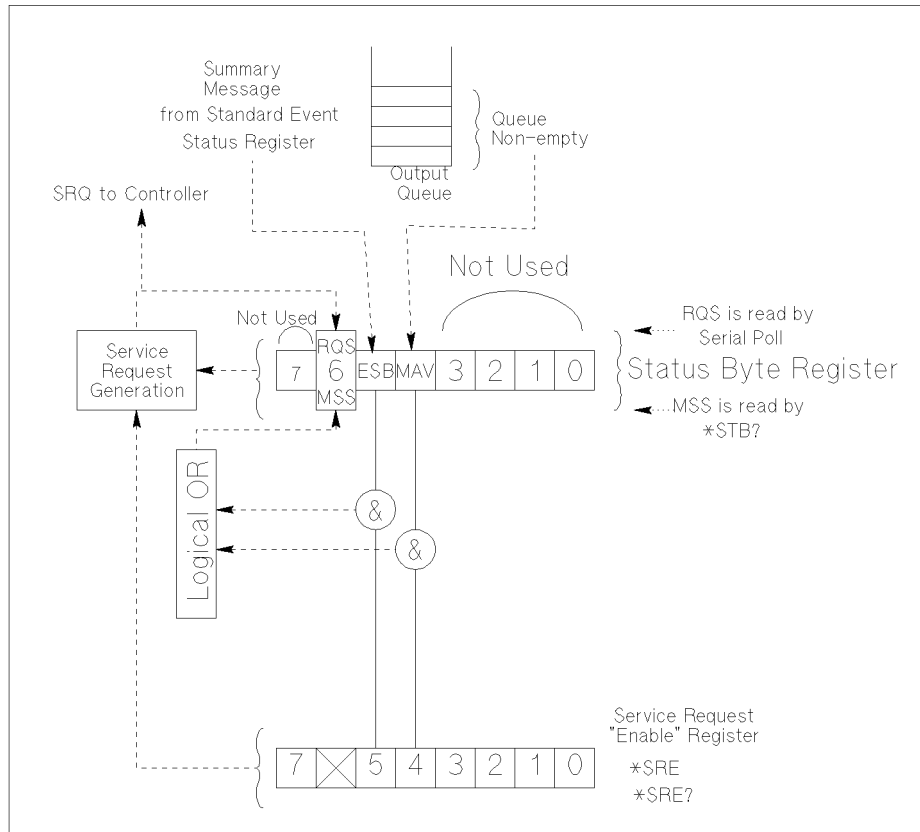 Summary
Message
from Standard Event
Status Register
Queue
Non-empty
Output
Queue
SRQ to Controller
Not Used
Not Used
RQS is read by
Serial Poll
Service
Request
Generation
7
RQS
6
MSS
ESB
MAV
3
2
1
0
Status Byte Register
MSS is read by
*STB?
Logical OR
&
&
Service Request
"Enable" Register
7
5
4
3
2
1
0
*SRE
*SRE?